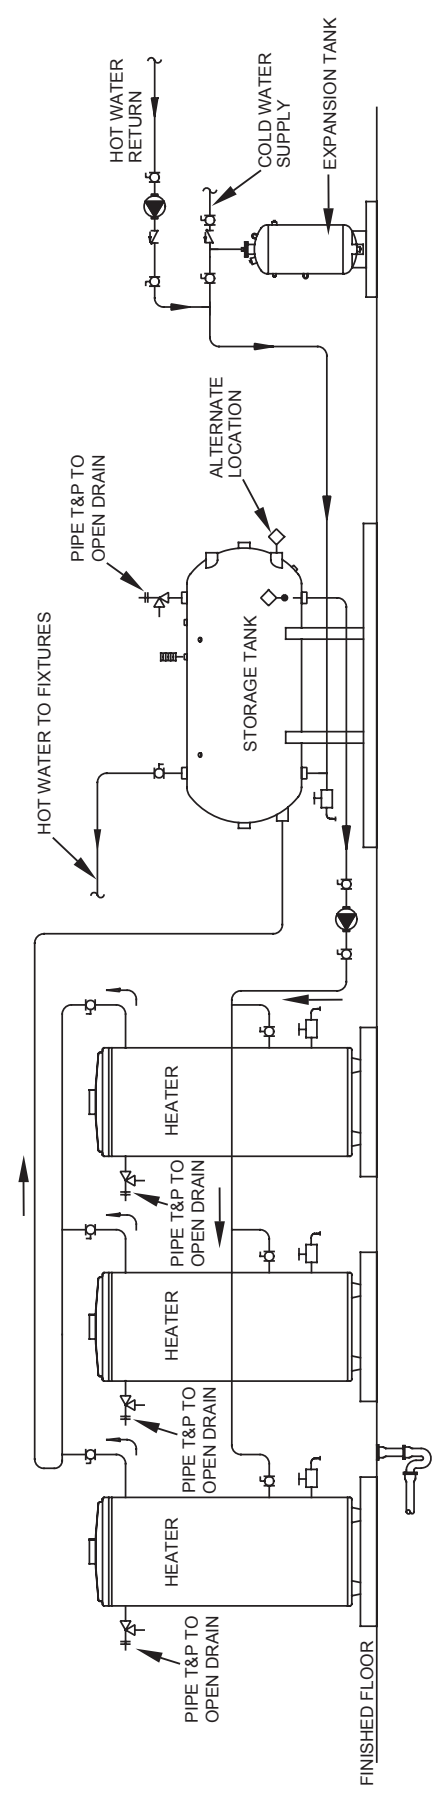 PIPE T&P TO
OPEN DRAIN
HEATER
PIPE T&P TO
OPEN DRAIN
HEATER
PIPE T&P TO
OPEN DRAIN
HEATER
FINISHED FLOOR
HOT WATER TO FIXTURES
PIPE T&P TO
OPEN DRAIN
STORAGE TANK
ALTERNATE
LOCATION
HOT WATER
RETURN
COLD WATER
SUPPLY
EXPANSION TANK